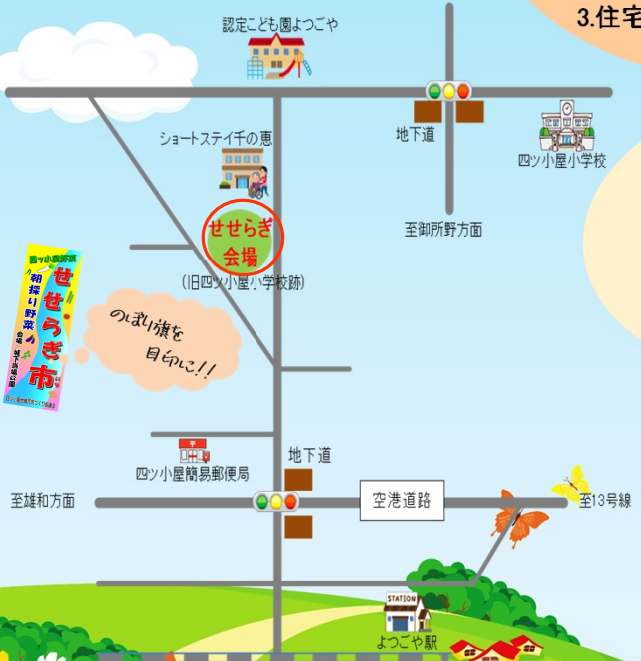 3.住宅
認定こども園よつごや
地下道
四ツ小屋小学校
ショートステイ千の恵
至御所野方面
せせらぎ
会場
(旧四ツ小屋小学校跡)
せせらぎ市
朝採り野菜
のぼり旗を
目印に!!
地下道
四ツ小屋簡易郵便局
至雄和方面
空港道路
至13号線
STATION
よつごや駅